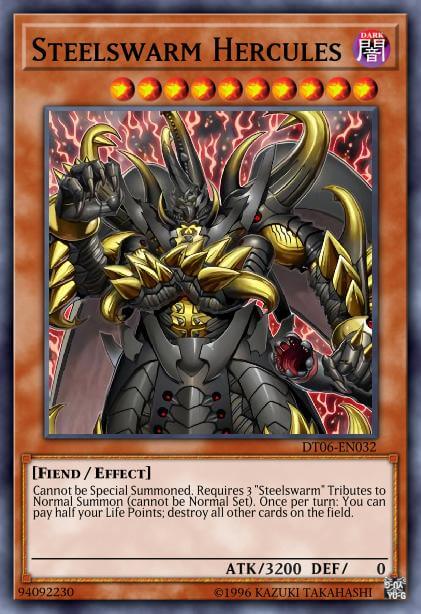 STEELSWARM HERCULES
DARK
闇
DT06-EN032
[FIEND / EFFECT]
Cannot be Special Summoned. Requires 3 "Steelswarm" Tributes to
Normal Summon (cannot be Normal Set). Once per turn: You can
pay half your Life Points; destroy all other cards on the field.
ATK/3200 DEF/ 0
94092230
©1996 KAZUKI TAKAHASHI